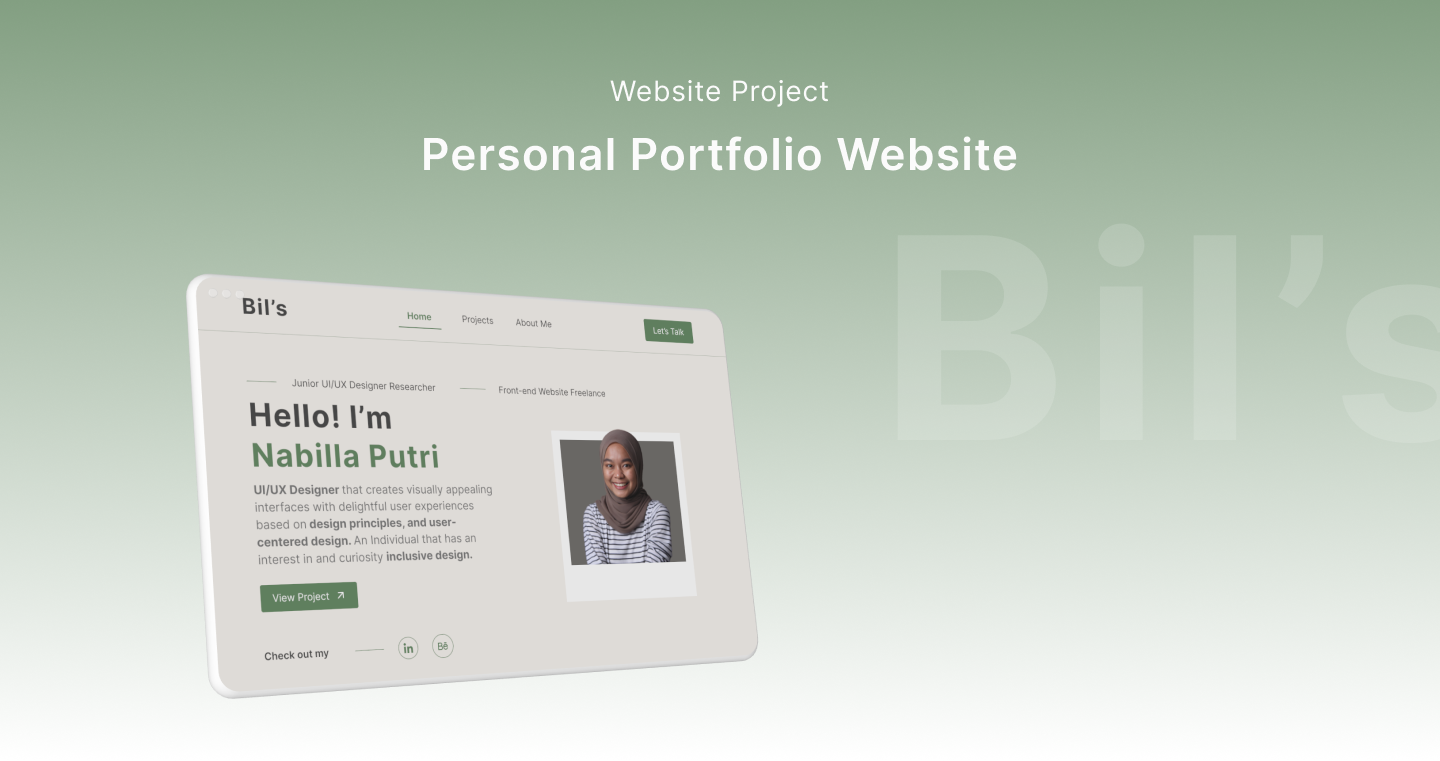 Website Project
Personal Portfolio Website
Bil’s
Bil’s
Home
Projects
About Me
Let's Talk
Junior UI/UX Designer Researcher
Front-end Website Freelance
Hello! I’m
Nabilla Putri
UI/UX Designer that creates visually appealing
interfaces with delightful user experiences
based on design principles, and user-
centered design. An Individual that has an
interest in and curiosity inclusive design.
View Project
Check out my
in
Bē